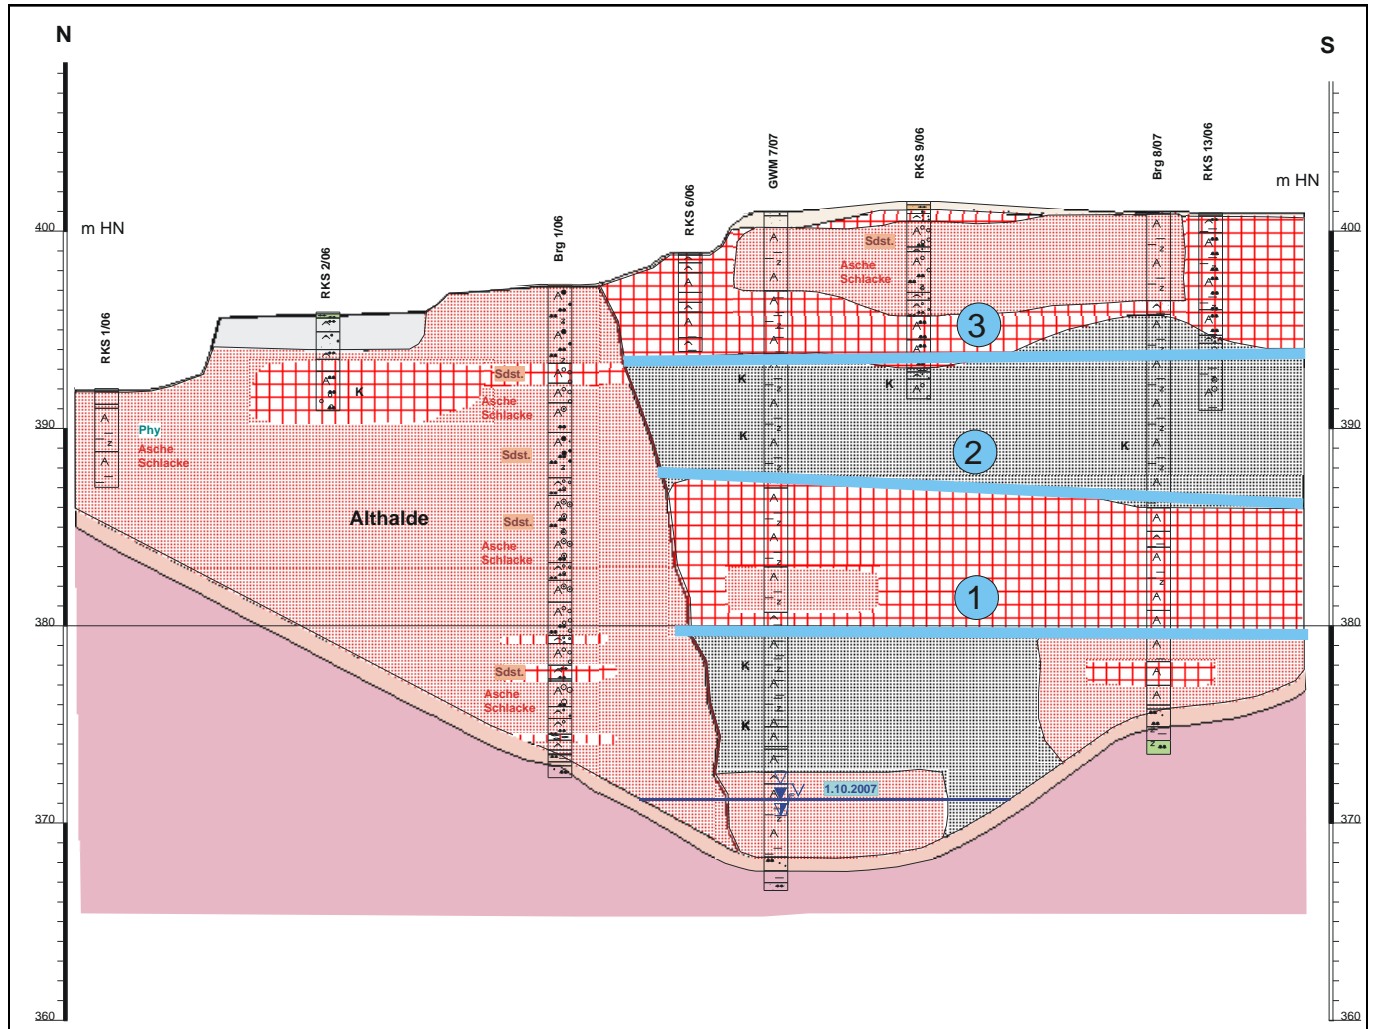 N
S
RKS 1/06
RKS 2/06
Brg 1/06
RKS 6/06
GWM 7/07
RKS 9/06
Brg 8/07
RKS 13/06
m HN
m HN
400
400
Sdst.
Asche
Schlacke
3
K
K
K
Sdst.
Asche
Schlacke
390
390
Phy
Asche
Schlacke
K
K
2
Sdst.
Althalde
Sdst.
Asche
Schlacke
1
380
380
K
Sdst.
Asche
Schlacke
K
1.10.2007
370
370
360
360